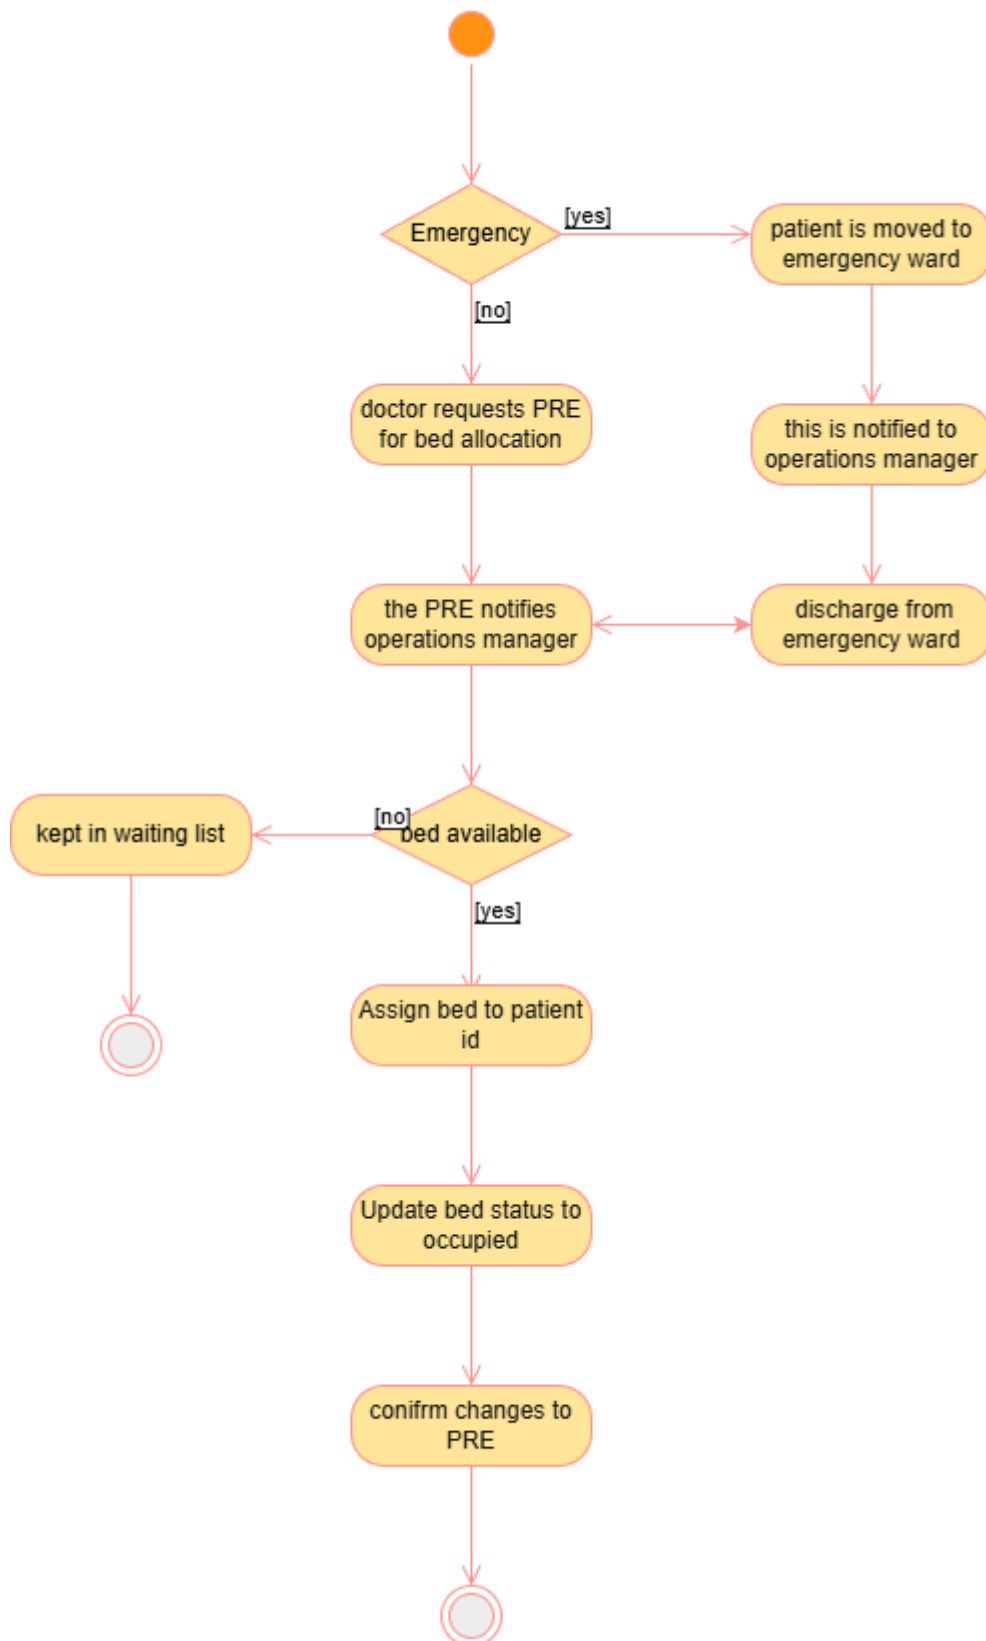 Emergency
[yes]
patient is moved to
emergency ward
[no]
doctor requests PRE
for bed allocation
this is notified to
operations manager
the PRE notifies
operations manager
discharge from
emergency ward
kept in waiting list
[no]
bed available
[yes]
Assign bed to patient
id
Update bed status to
occupied
conifrm changes to
PRE